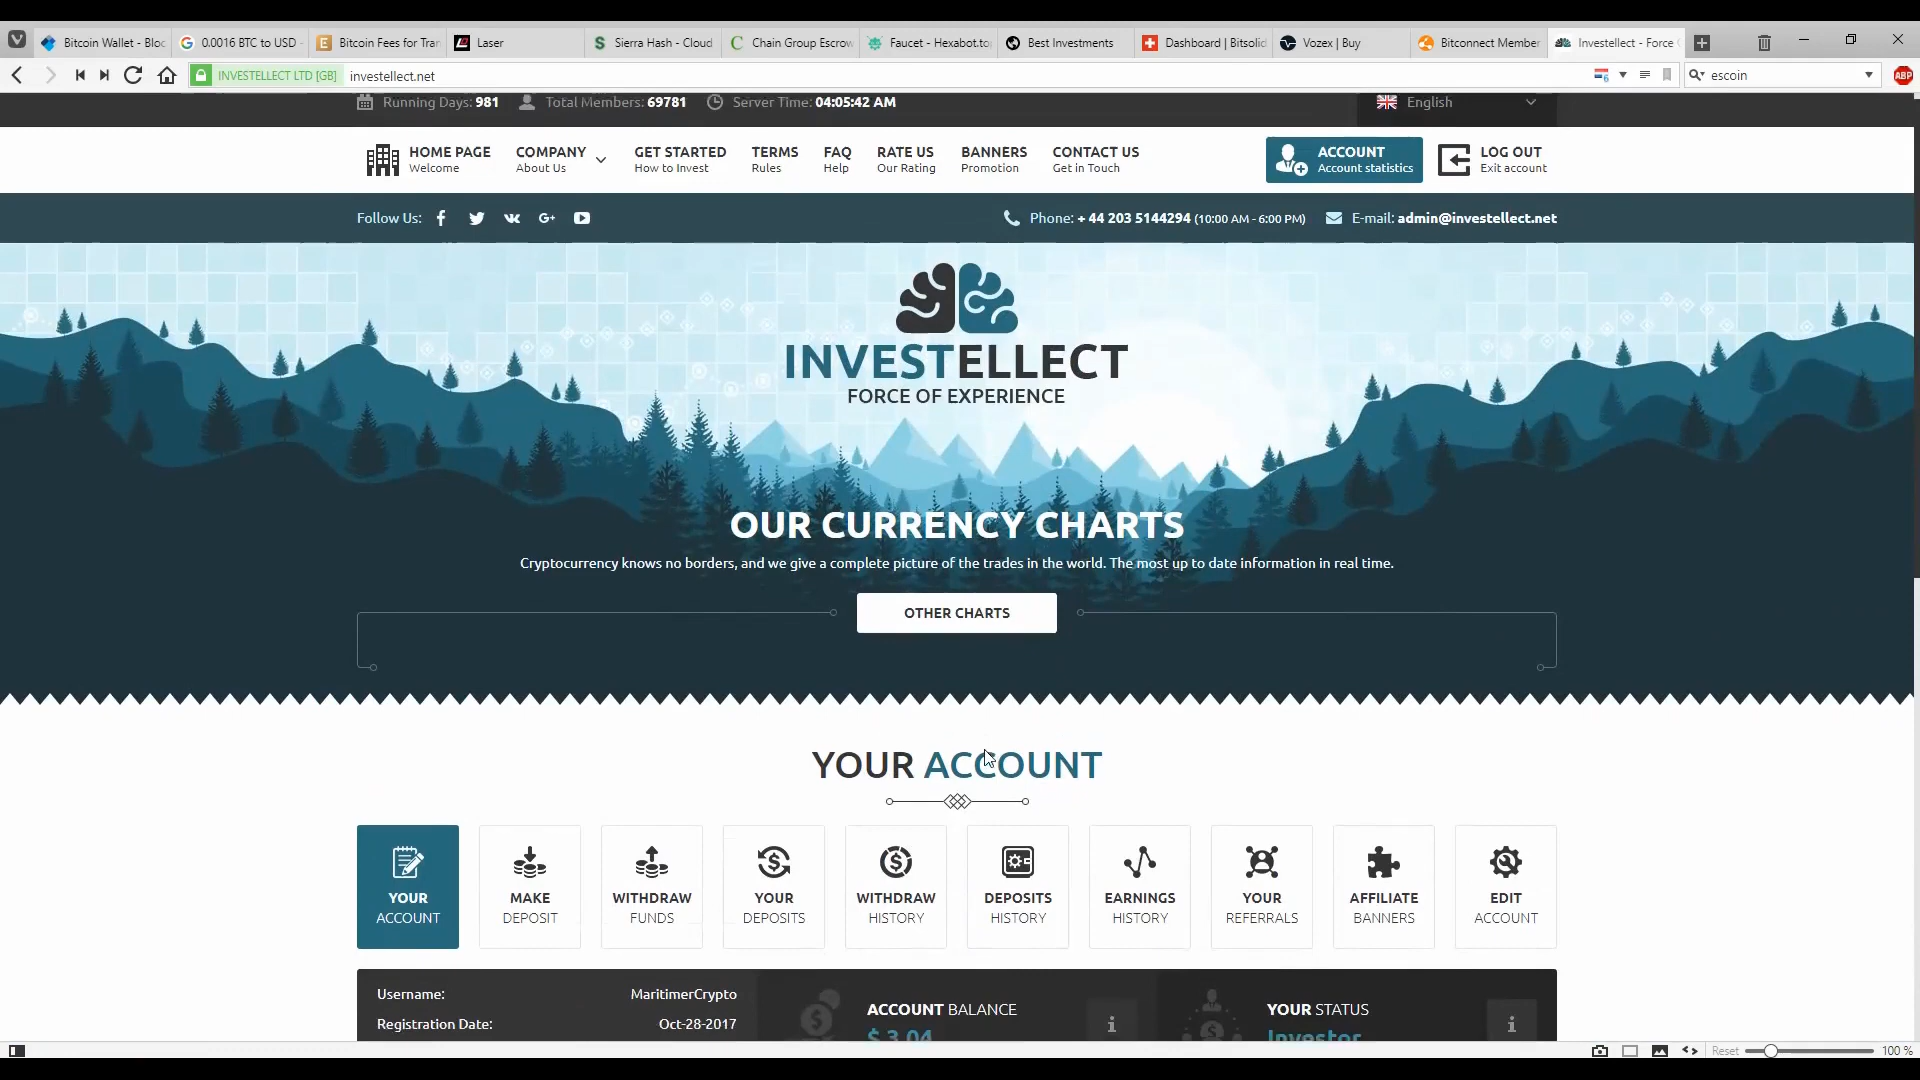 Bitcoin Wallet - Bloc
0.0016 BTC to USD -
Bitcoin Fees for Tran
Laser
Sierra Hash - Cloud
Chain Group Escrow
Faucet - Hexabot.to
Best Investments
Dashboard | Bitsolid
Vozex | Buy
Bitconnect Member
Investellect - Force
INVESTELLECT LTD [GB]
investellect.net
escoin
ABP
Running Days: 981
Total Members: 69781
Server Time: 04:05:42 AM
English
HOME PAGE
Welcome
COMPANY
About Us
GET STARTED
How to Invest
TERMS
Rules
FAQ
Help
RATE US
Our Rating
BANNERS
Promotion
CONTACT US
Get in Touch
ACCOUNT
Account statistics
LOG OUT
Exit account
Follow Us:
Phone: + 44 203 5144294 (10:00 AM - 6:00 PM)
E-mail: admin@investellect.net
INVESTELLECT
FORCE OF EXPERIENCE
OUR CURRENCY CHARTS
Cryptocurrency knows no borders, and we give a complete picture of the trades in the world. The most up to date information in real time.
OTHER CHARTS
YOUR ACCOUNT
YOUR
ACCOUNT
MAKE
DEPOSIT
WITHDRAW
FUNDS
YOUR
DEPOSITS
WITHDRAW
HISTORY
DEPOSITS
HISTORY
EARNINGS
HISTORY
YOUR
REFERRALS
AFFILIATE
BANNERS
EDIT
ACCOUNT
Username: MaritimerCrypto
Registration Date: Oct-28-2017
ACCOUNT BALANCE
$ 3.04
YOUR STATUS
Investor
Reset
100 %